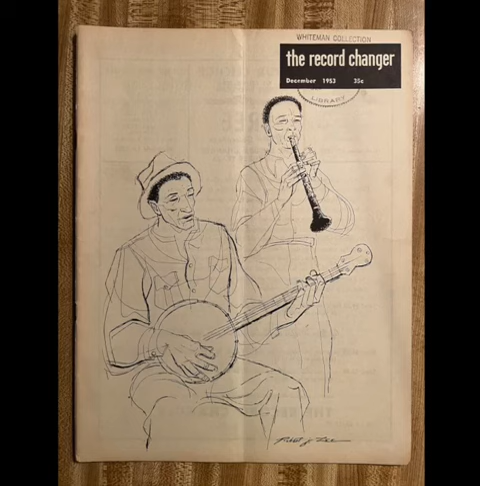 WHITEMAN COLLECTION
the record changer
December 1953 35c
LIBRARY